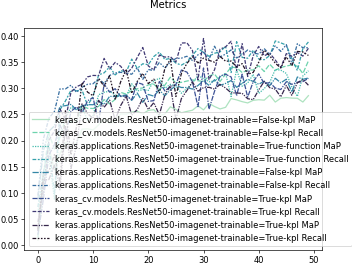 Metrics
0.40
0.35
0.30
0.25
0.20
0.15
0.10
0.05
0.00
keras_cv.models.ResNet50-imagenet-trainable=False-kpl MaP
keras_cv.models.ResNet50-imagenet-trainable=False-kpl Recall
keras.applications.ResNet50-imagenet-trainable=True-function MaP
keras.applications.ResNet50-imagenet-trainable=True-function Recall
keras.applications.ResNet50-imagenet-trainable=False-kpl MaP
keras.applications.ResNet50-imagenet-trainable=False-kpl Recall
keras_cv.models.ResNet50-imagenet-trainable=True-kpl MaP
keras_cv.models.ResNet50-imagenet-trainable=True-kpl Recall
keras.applications.ResNet50-imagenet-trainable=True-kpl MaP
keras.applications.ResNet50-imagenet-trainable=True-kpl Recall
0 10 20 30 40 50